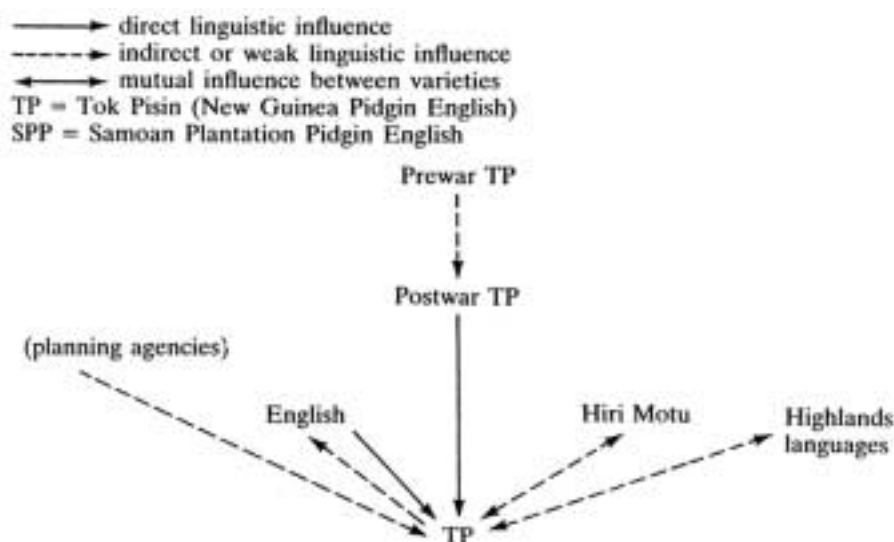 direct linguistic influence
indirect or weak linguistic influence
mutual influence between varieties
TP = Tok Pisin (New Guinea Pidgin English)
SPP = Samoan Plantation Pidgin English
Prewar TP
Postwar TP
(planning agencies)
English
Hiri Motu
Highlands
languages
TP